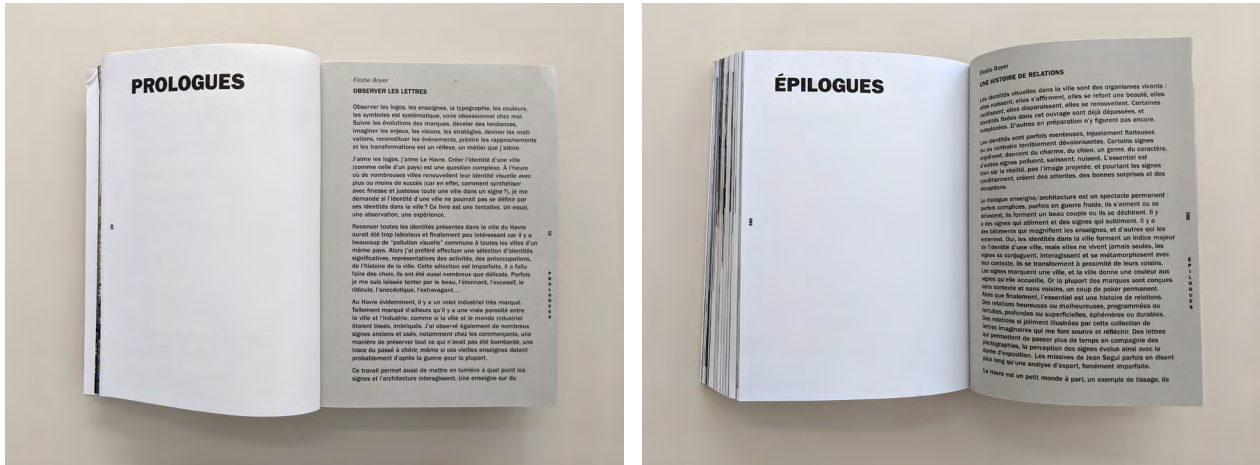 PROLOGUES
Elodie Boyer
OBSERVER LES LETTRES
Observer les logos, les enseignes, la typographie, les couleurs,
les symboles est systématique, voire obsessionnel chez moi.
Suivre les évolutions des marques, déceler des tendances,
imaginer les enjeux, les visions, les stratégies, deviner les moti-
vations, reconstituer les événements, prédire les rapprochements
et les transformations est un réflexe, un métier que j'adore.
J'aime les logos, j'aime Le Havre. Créer l'identité d'une ville
(comme celle d'un pays) est une question complexe. À l'heure
où de nombreuses villes renouvellent leur identité visuelle avec
plus ou moins de succès (car en effet, comment synthétiser
avec finesse et justesse toute une ville dans un signe ?), je me
demande si l'identité d'une ville ne pourrait pas se définir par
ses identités dans la ville ? Ce livre est une tentative. Un essai,
une observation, une expérience.
Recenser toutes les identités présentes dans la ville du Havre
aurait été trop laborieux et finalement peu intéressant car il y a
beaucoup de "pollution visuelle" commune à toutes les villes d'un
même pays. Alors j'ai préféré effectuer une sélection d'identités
significatives, représentatives des activités, des préoccupations,
de l'histoire de la ville. Cette sélection est imparfaite, il a fallu
faire des choix, ils ont été aussi nombreux que délicats. Parfois
je me suis laissée tenter par le beau, l'étonnant, l'excessif, le
ridicule, l'anecdotique, l'extravagant…
Au Havre évidemment, il y a un volet industriel très marqué.
Tellement marqué d'ailleurs qu'il y a une vraie porosité entre
la ville et l'industrie, comme si la ville et le monde industriel
étaient tissés, imbriqués. J'ai observé également de nombreux
signes anciens et usés, notamment chez les commerçants, une
manière de préserver tout ce qui n'avait pas été bombardé, une
trace du passé à chérir, même si ces vieilles enseignes datent
probablement d'après la guerre pour la plupart.
Ce travail permet aussi de mettre en lumière à quel point les
signes et l'architecture interagissent. Une enseigne sur du
PROLOGUES
ÉPILOGUES
Elodie Boyer
UNE HISTOIRE DE RELATIONS
Les identités visuelles dans la ville sont des organismes vivants :
elles naissent, elles s'affirment, elles se refont une beauté, elles
vieillissent, elles disparaissent, elles se renouvellent. Certaines
identités fixées dans cet ouvrage sont déjà dépassées, et
remplacées. D'autres en préparation n'y figurent pas encore.
Les identités sont parfois menteuses, injustement flatteuses
ou au contraire terriblement dévalorisantes. Certains signes
enjolivent, donnent du charme, du chien, un genre, du caractère,
d'autres signes polluent, salissent, nuisent. L'essentiel est
bien sûr la réalité, pas l'image projetée, et pourtant les signes
conditionnent, créent des attentes, des bonnes surprises et des
déceptions.
Le dialogue enseigne/architecture est un spectacle permanent :
parfois complices, parfois en guerre froide, ils s'aiment ou se
détestent, ils forment un beau couple ou ils se déchirent. Il y
a des signes qui abîment et des signes qui subliment. Il y a
des bâtiments qui magnifient les enseignes, et d'autres qui les
enterrent. Oui, les identités dans la ville forment un indice majeur
de l'identité d'une ville, mais elles ne vivent jamais seules, les
signes se conjuguent, interagissent et se métamorphosent avec
leur contexte, ils se transforment à proximité de leurs voisins.
Les signes marquent une ville, et la ville donne une couleur aux
signes qu'elle accueille. Or la plupart des marques sont conçues
sans contexte et sans voisins, un coup de poker permanent.
Alors que finalement, l'essentiel est une histoire de relations.
Des relations heureuses ou malheureuses, programmées ou
fortuites, profondes ou superficielles, éphémères ou durables.
Des relations si joliment illustrées par cette collection de
lettres imaginaires qui me font sourire et réfléchir. Des lettres
qui permettent de passer plus de temps en compagnie des
photographies, la perception des signes évolue ainsi avec la
durée d'exposition. Les missives de Jean Segui parfois en disent
plus long qu'une analyse d'expert, forcément imparfaite.
Le Havre est un petit monde à part, un exemple de tissage, de
ÉPILOGUES